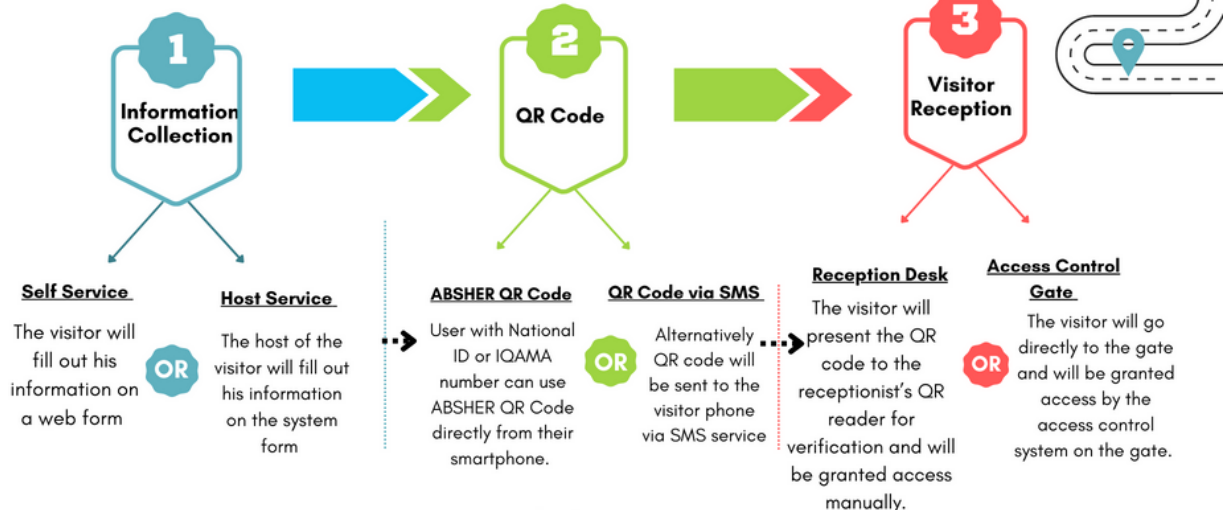 1
Information
Collection
2
QR Code
3
Visitor
Reception
Self Service
The visitor will
fill out his
information on
a web form
OR
Host Service
The host of the
visitor will fill out
his information
on the system
form
ABSHER QR Code
User with National
ID or IQAMA
number can use
ABSHER QR Code
directly from their
smartphone.
OR
QR Code via SMS
Alternatively
QR code will
be sent to the
visitor phone
via SMS service
Reception Desk
The visitor will
present the QR
code to the
receptionist’s QR
reader for
verification and will
be granted access
manually.
OR
Access Control
Gate
The visitor will go
directly to the gate
and will be granted
access by the
access control
system on the gate.